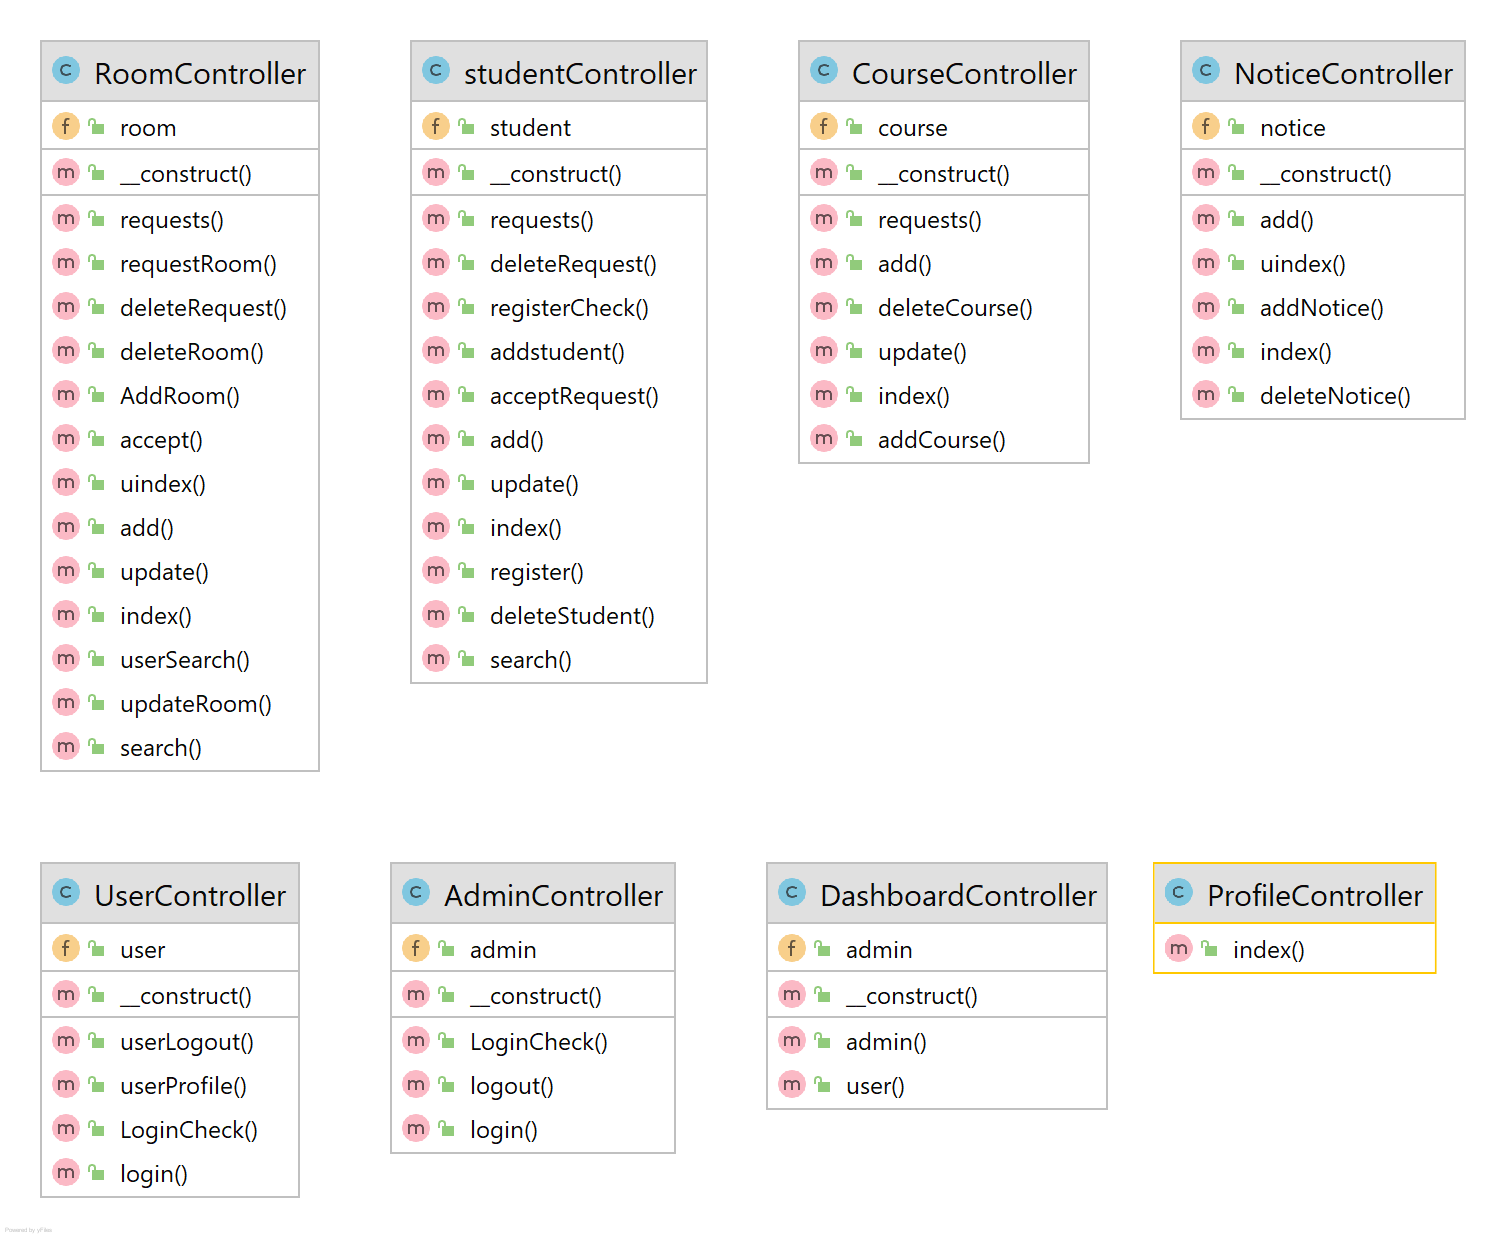 RoomController
room
__construct()
requests()
requestRoom()
deleteRequest()
deleteRoom()
AddRoom()
accept()
uindex()
add()
update()
index()
userSearch()
updateRoom()
search()
studentController
student
__construct()
requests()
deleteRequest()
registerCheck()
addstudent()
acceptRequest()
add()
update()
index()
register()
deleteStudent()
search()
CourseController
course
__construct()
requests()
add()
deleteCourse()
update()
index()
addCourse()
NoticeController
notice
__construct()
add()
uindex()
addNotice()
index()
deleteNotice()
UserController
user
__construct()
userLogout()
userProfile()
LoginCheck()
login()
AdminController
admin
__construct()
LoginCheck()
logout()
login()
DashboardController
admin
__construct()
admin()
user()
ProfileController
index()
Powered by yFiles